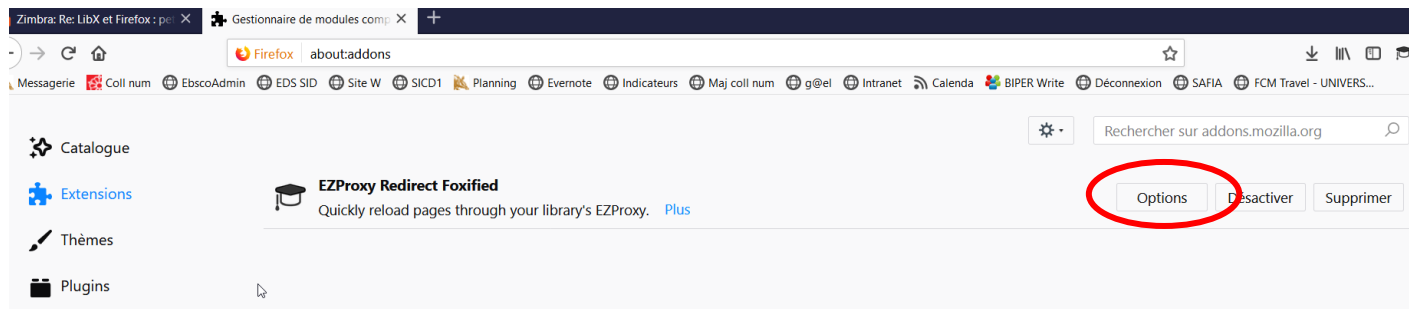 Zimbra: Re: LibX et Firefox : pet
Gestionnaire de modules comp
Firefox about:addons
Messagerie Coll num EbscoAdmin EDS SID Site W SICD1 Planning Evernote Indicateurs Maj coll num g@el Intranet Calenda BIPER Write Déconnexion SAFIA FCM Travel - UNIVERS...
Rechercher sur addons.mozilla.org
Catalogue
Extensions
EZProxy Redirect Foxified
Quickly reload pages through your library's EZProxy. Plus
Options Désactiver Supprimer
Thèmes
Plugins